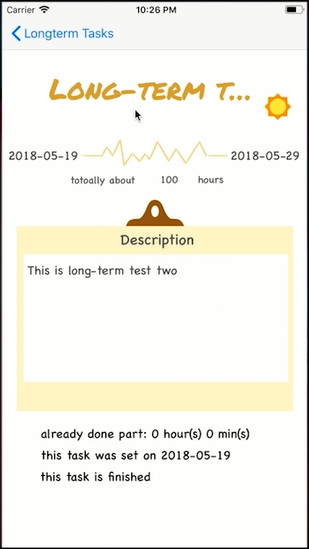 Carrier 10:26 PM
Longterm Tasks
Long-term t...
2018-05-19 2018-05-29
totoally about 100 hours
Description
This is long-term test two
already done part: 0 hour(s) 0 min(s)
this task was set on 2018-05-19
this task is finished